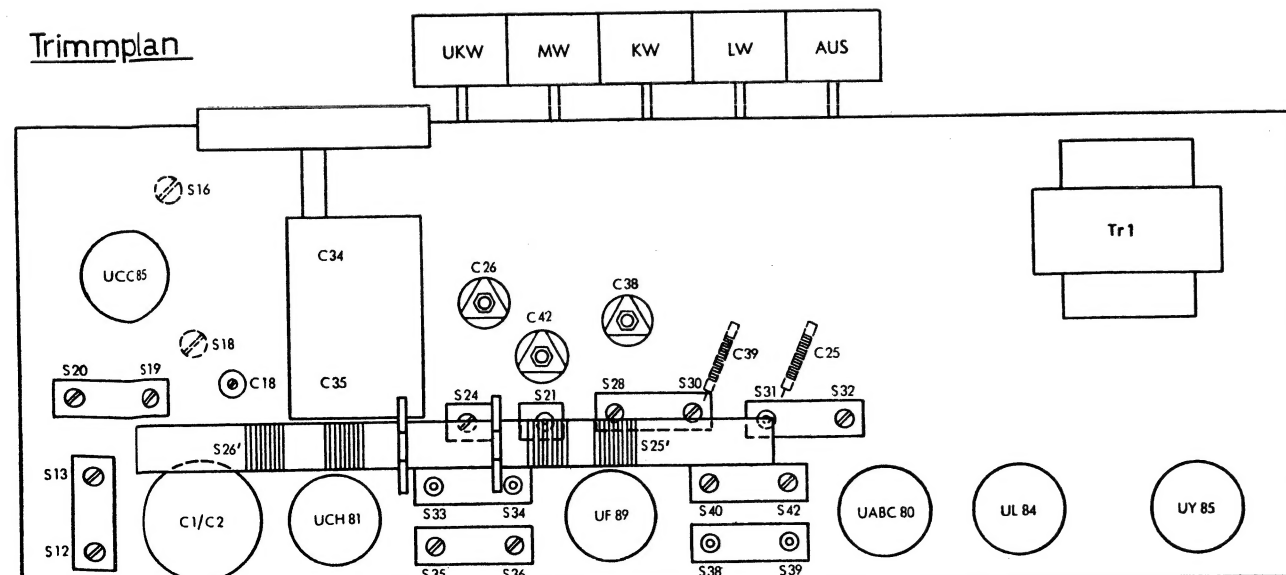 Trimmplan
UKW MW KW LW AUS
S16
C34
Tr1
UCC85
C26
C38
C42
S18
C39
C25
S20 S19
C18
C35
S24
S21
S28
S30
S31
S32
S26'
S25'
S13
S33
S34
S40
S42
C1/C2
UCH 81
UF 89
UABC 80
UL 84
UY 85
S12
S35
S36
S38
S39